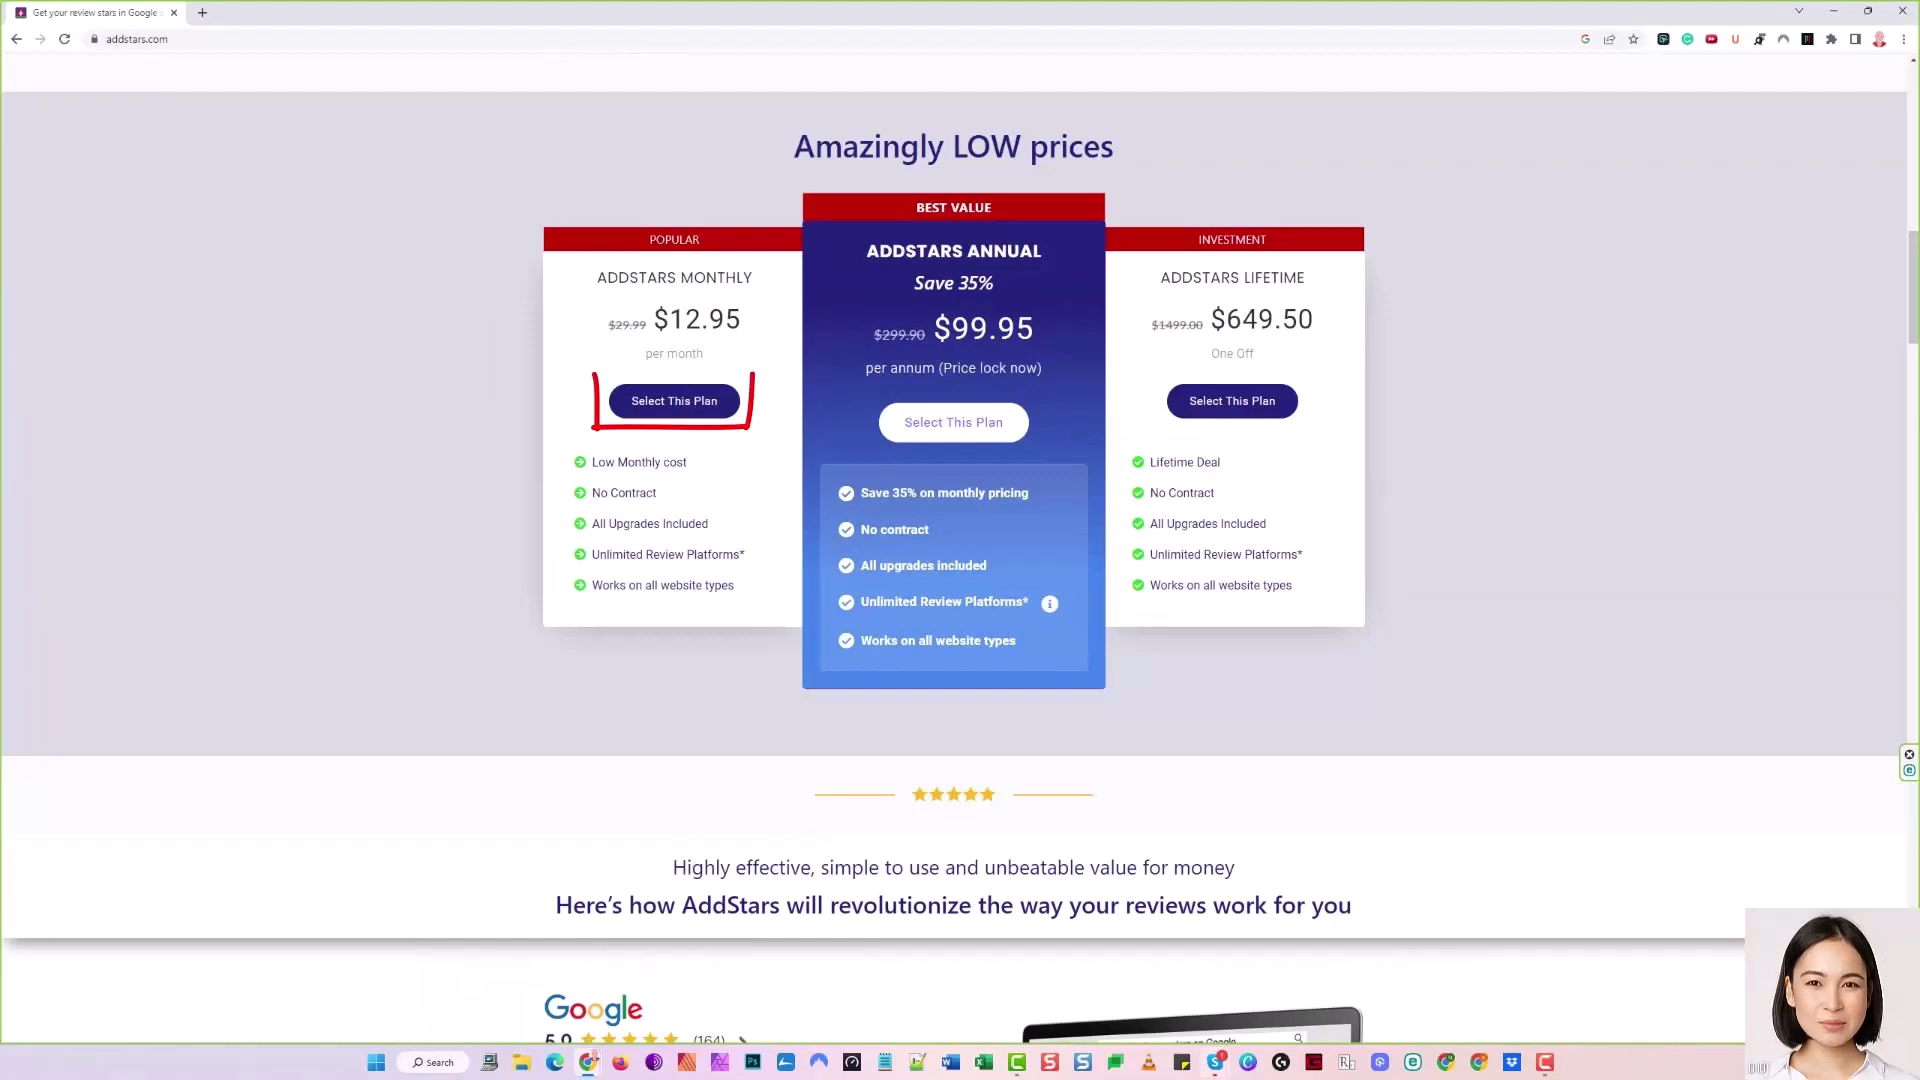 Get your review stars in Google
addstars.com
Amazingly LOW prices
BEST VALUE
POPULAR
INVESTMENT
ADDSTARS MONTHLY
$29.99 $12.95
per month
Select This Plan
Low Monthly cost
No Contract
All Upgrades Included
Unlimited Review Platforms*
Works on all website types
ADDSTARS ANNUAL
Save 35%
$299.90 $99.95
per annum (Price lock now)
Select This Plan
Save 35% on monthly pricing
No contract
All upgrades included
Unlimited Review Platforms*
Works on all website types
ADDSTARS LIFETIME
$1499.00 $649.50
One Off
Select This Plan
Lifetime Deal
No Contract
All Upgrades Included
Unlimited Review Platforms*
Works on all website types
Highly effective, simple to use and unbeatable value for money
Here's how AddStars will revolutionize the way your reviews work for you
Google
5.0 (164)
Search